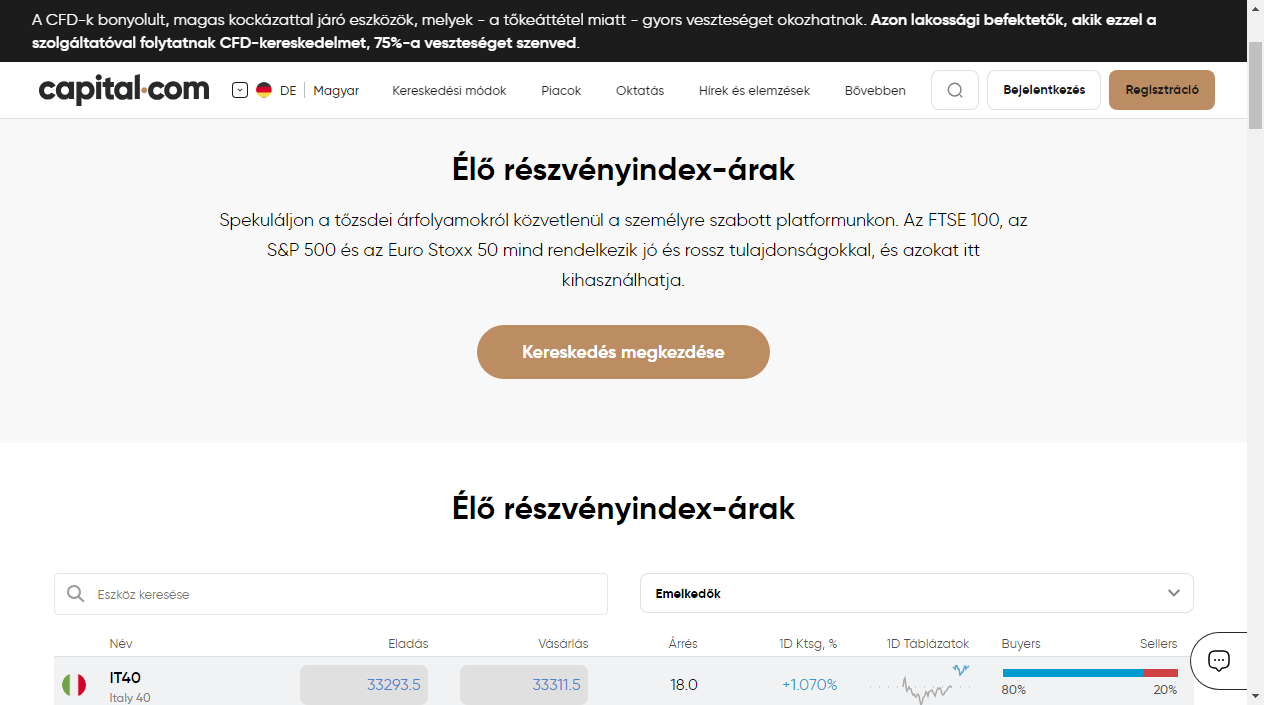 A CFD-k bonyolult, magas kockázattal járó eszközök, melyek - a tőkeáttétel miatt - gyors veszteséget okozhatnak. Azon lakossági befektetők, akik ezzel a
szolgáltatóval folytatnak CFD-kereskedelmet, 75%-a veszteséget szenved.
capital.com DE Magyar Kereskedési módok Piacok Oktatás Hírek és elemzések Bővebben Bejelentkezés Regisztráció
Élő részvényindex-árak
Spekuláljon a tőzsdei árfolyamokról közvetlenül a személyre szabott platformunkon. Az FTSE 100, az
S&P 500 és az Euro Stoxx 50 mind rendelkezik jó és rossz tulajdonságokkal, és azokat itt
kihasználhatja.
Kereskedés megkezdése
Élő részvényindex-árak
Eszköz keresése Emelkedők
Név Eladás Vásárlás Árrés 1D Ktsg, % 1D Táblázatok Buyers Sellers
IT40 33293.5 33311.5 18.0 +1.070%
Italy 40 80% 20%